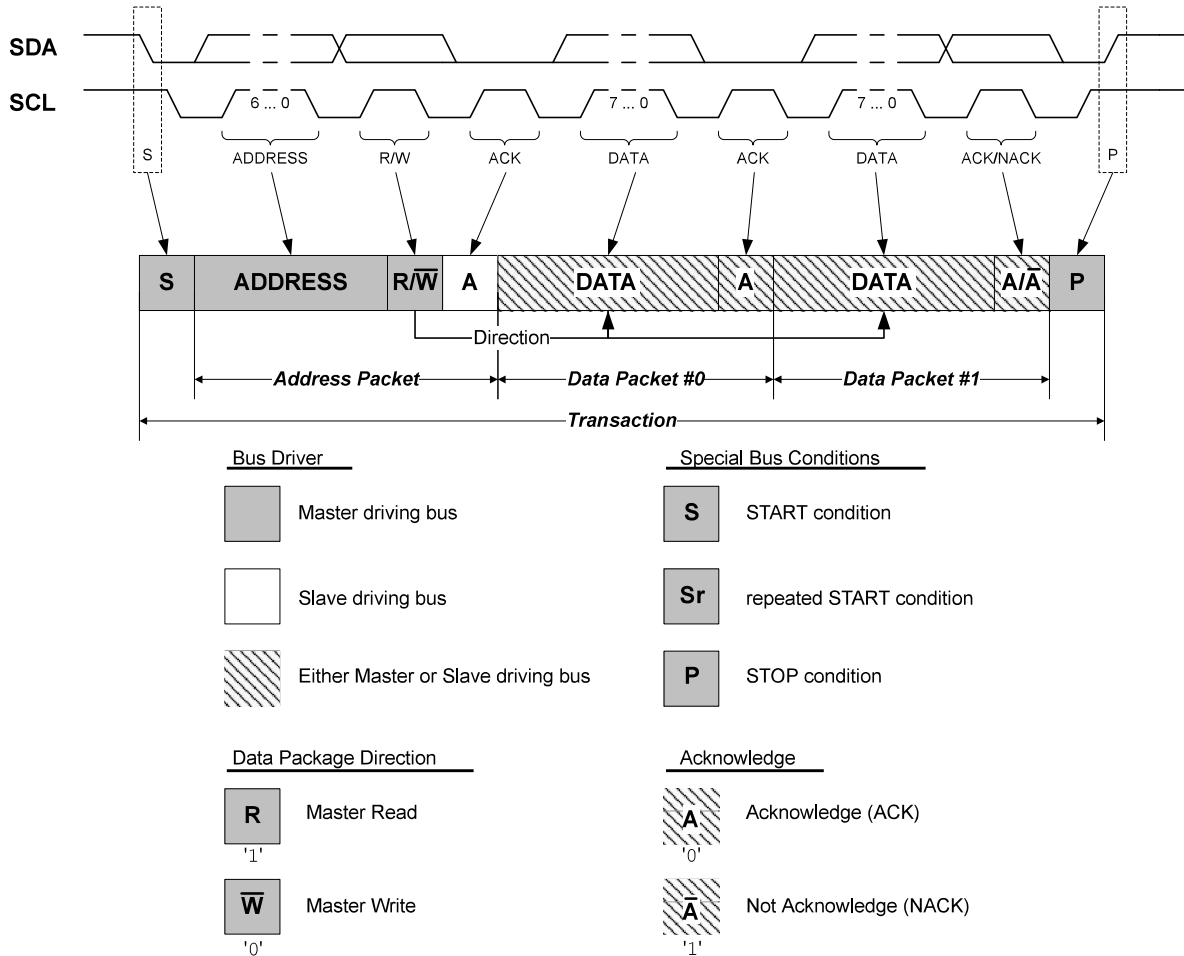 SDA
SCL
6 ... 0
7 ... 0
7 ... 0
S
ADDRESS
R/W
ACK
DATA
ACK
DATA
ACK/NACK
P
S
ADDRESS
R/W̅
A
DATA
A
DATA
A/A̅
P
Direction
Address Packet
Data Packet #0
Data Packet #1
Transaction
Bus Driver
Special Bus Conditions
Master driving bus
S
START condition
Slave driving bus
Sr
repeated START condition
Either Master or Slave driving bus
P
STOP condition
Data Package Direction
Acknowledge
R
Master Read
'1'
A
Acknowledge (ACK)
'0'
W̅
Master Write
'0'
A̅
Not Acknowledge (NACK)
'1'